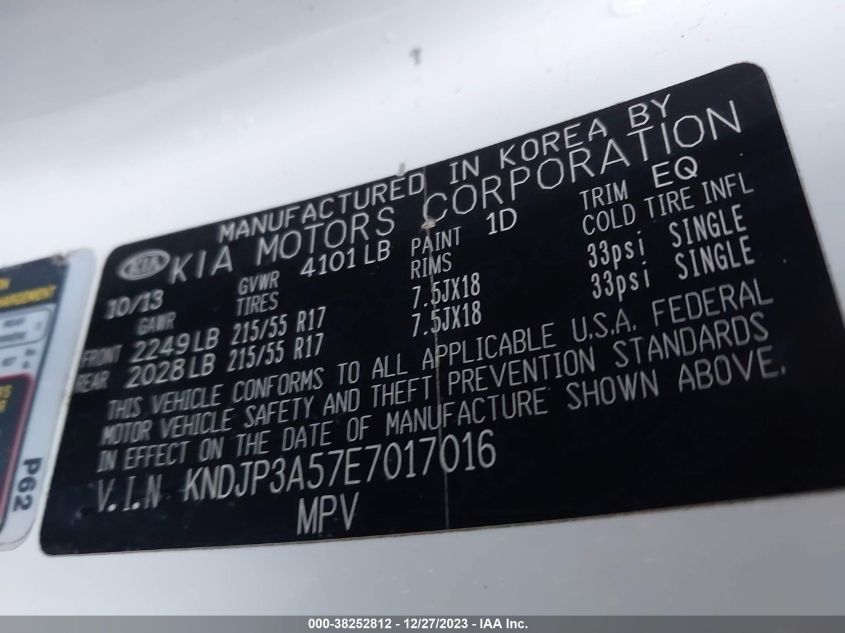 MANUFACTURED IN KOREA BY
KIA KIA MOTORS CORPORATION
10/13 GVWR 4101 LB PAINT 1D TRIM EQ
GAWR TIRES RIMS COLD TIRE INFL
FRONT 2249 LB 215/55 R17 7.5JX18 33psi SINGLE
REAR 2028 LB 215/55 R17 7.5JX18 33psi SINGLE
THIS VEHICLE CONFORMS TO ALL APPLICABLE U.S.A. FEDERAL
MOTOR VEHICLE SAFETY AND THEFT PREVENTION STANDARDS
IN EFFECT ON THE DATE OF MANUFACTURE SHOWN ABOVE.
V.I.N KNDJP3A57E7017016
MPV
P62
000-38252812 - 12/27/2023 - IAA Inc.